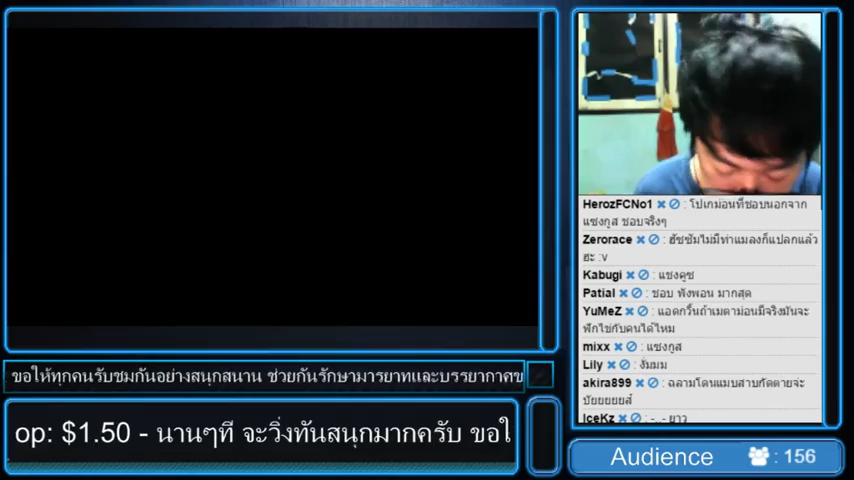 HerozFCNo1 : โปเกม่อนที่ชอบนอกจาก
แซงกูส ชอบจริงๆ
Zerorace : ฮัซซัมไม่มีท่าแมลงก็แปลกแล้ว
ฮะ :v
Kabugi : แซงคูซ
Patial : ชอบ พังพอน มากสุด
YuMeZ : แอดกวิ้นถ้าเมตาม่อนมีจริงมันจะ
ฟักไข่กับคนได้ไหม
mixx : แซงกูส
Lily : งั่มมม
akira899 : ฉลามโดนแมบสาบกัดตายจ่ะ
บัยยยยยส์
IceKz : -..- ยาว
ขอให้ทุกคนรับชมกันอย่างสนุกสนาน ช่วยกันรักษามารยาทและบรรยากาศข
op: $1.50 - นานๆที จะวิ่งทันสนุกมากครับ ขอใ
Audience : 156